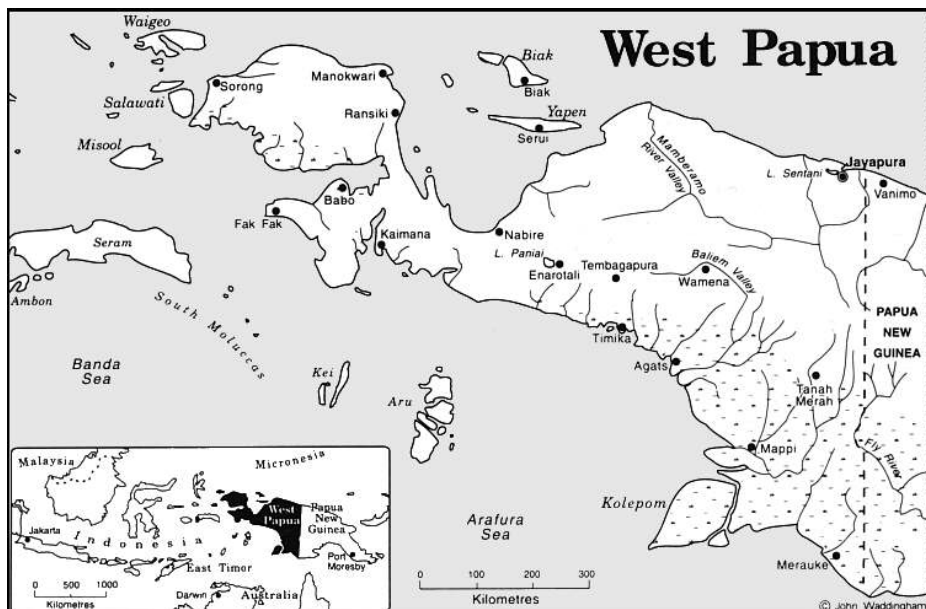 West Papua
Waigeo
Biak
Manokwari
Sorong
Biak
Salawati
Ransiki
Yapen
Misool
Serui
Mamberamo
River Valley
Jayapura
L. Sentani
Vanimo
Babo
Fak Fak
Kaimana
Nabire
Seram
L. Paniai
Enarotali
Tembagapura
Baliem Valley
Wamena
Ambon
South Moluccas
PAPUA
NEW
GUINEA
Timika
Banda
Sea
Kei
Agats
Aru
Tanah
Merah
Mappi
Fly River
Kolepom
Arafura
Sea
Merauke
0 100 200 300
Kilometres
Malaysia
Micronesia
West
Papua
Papua
New
Guinea
Jakarta
Indonesia
East Timor
Port
Moresby
0 500 1000
Kilometres
Darwin
Australia
© John Waddingham